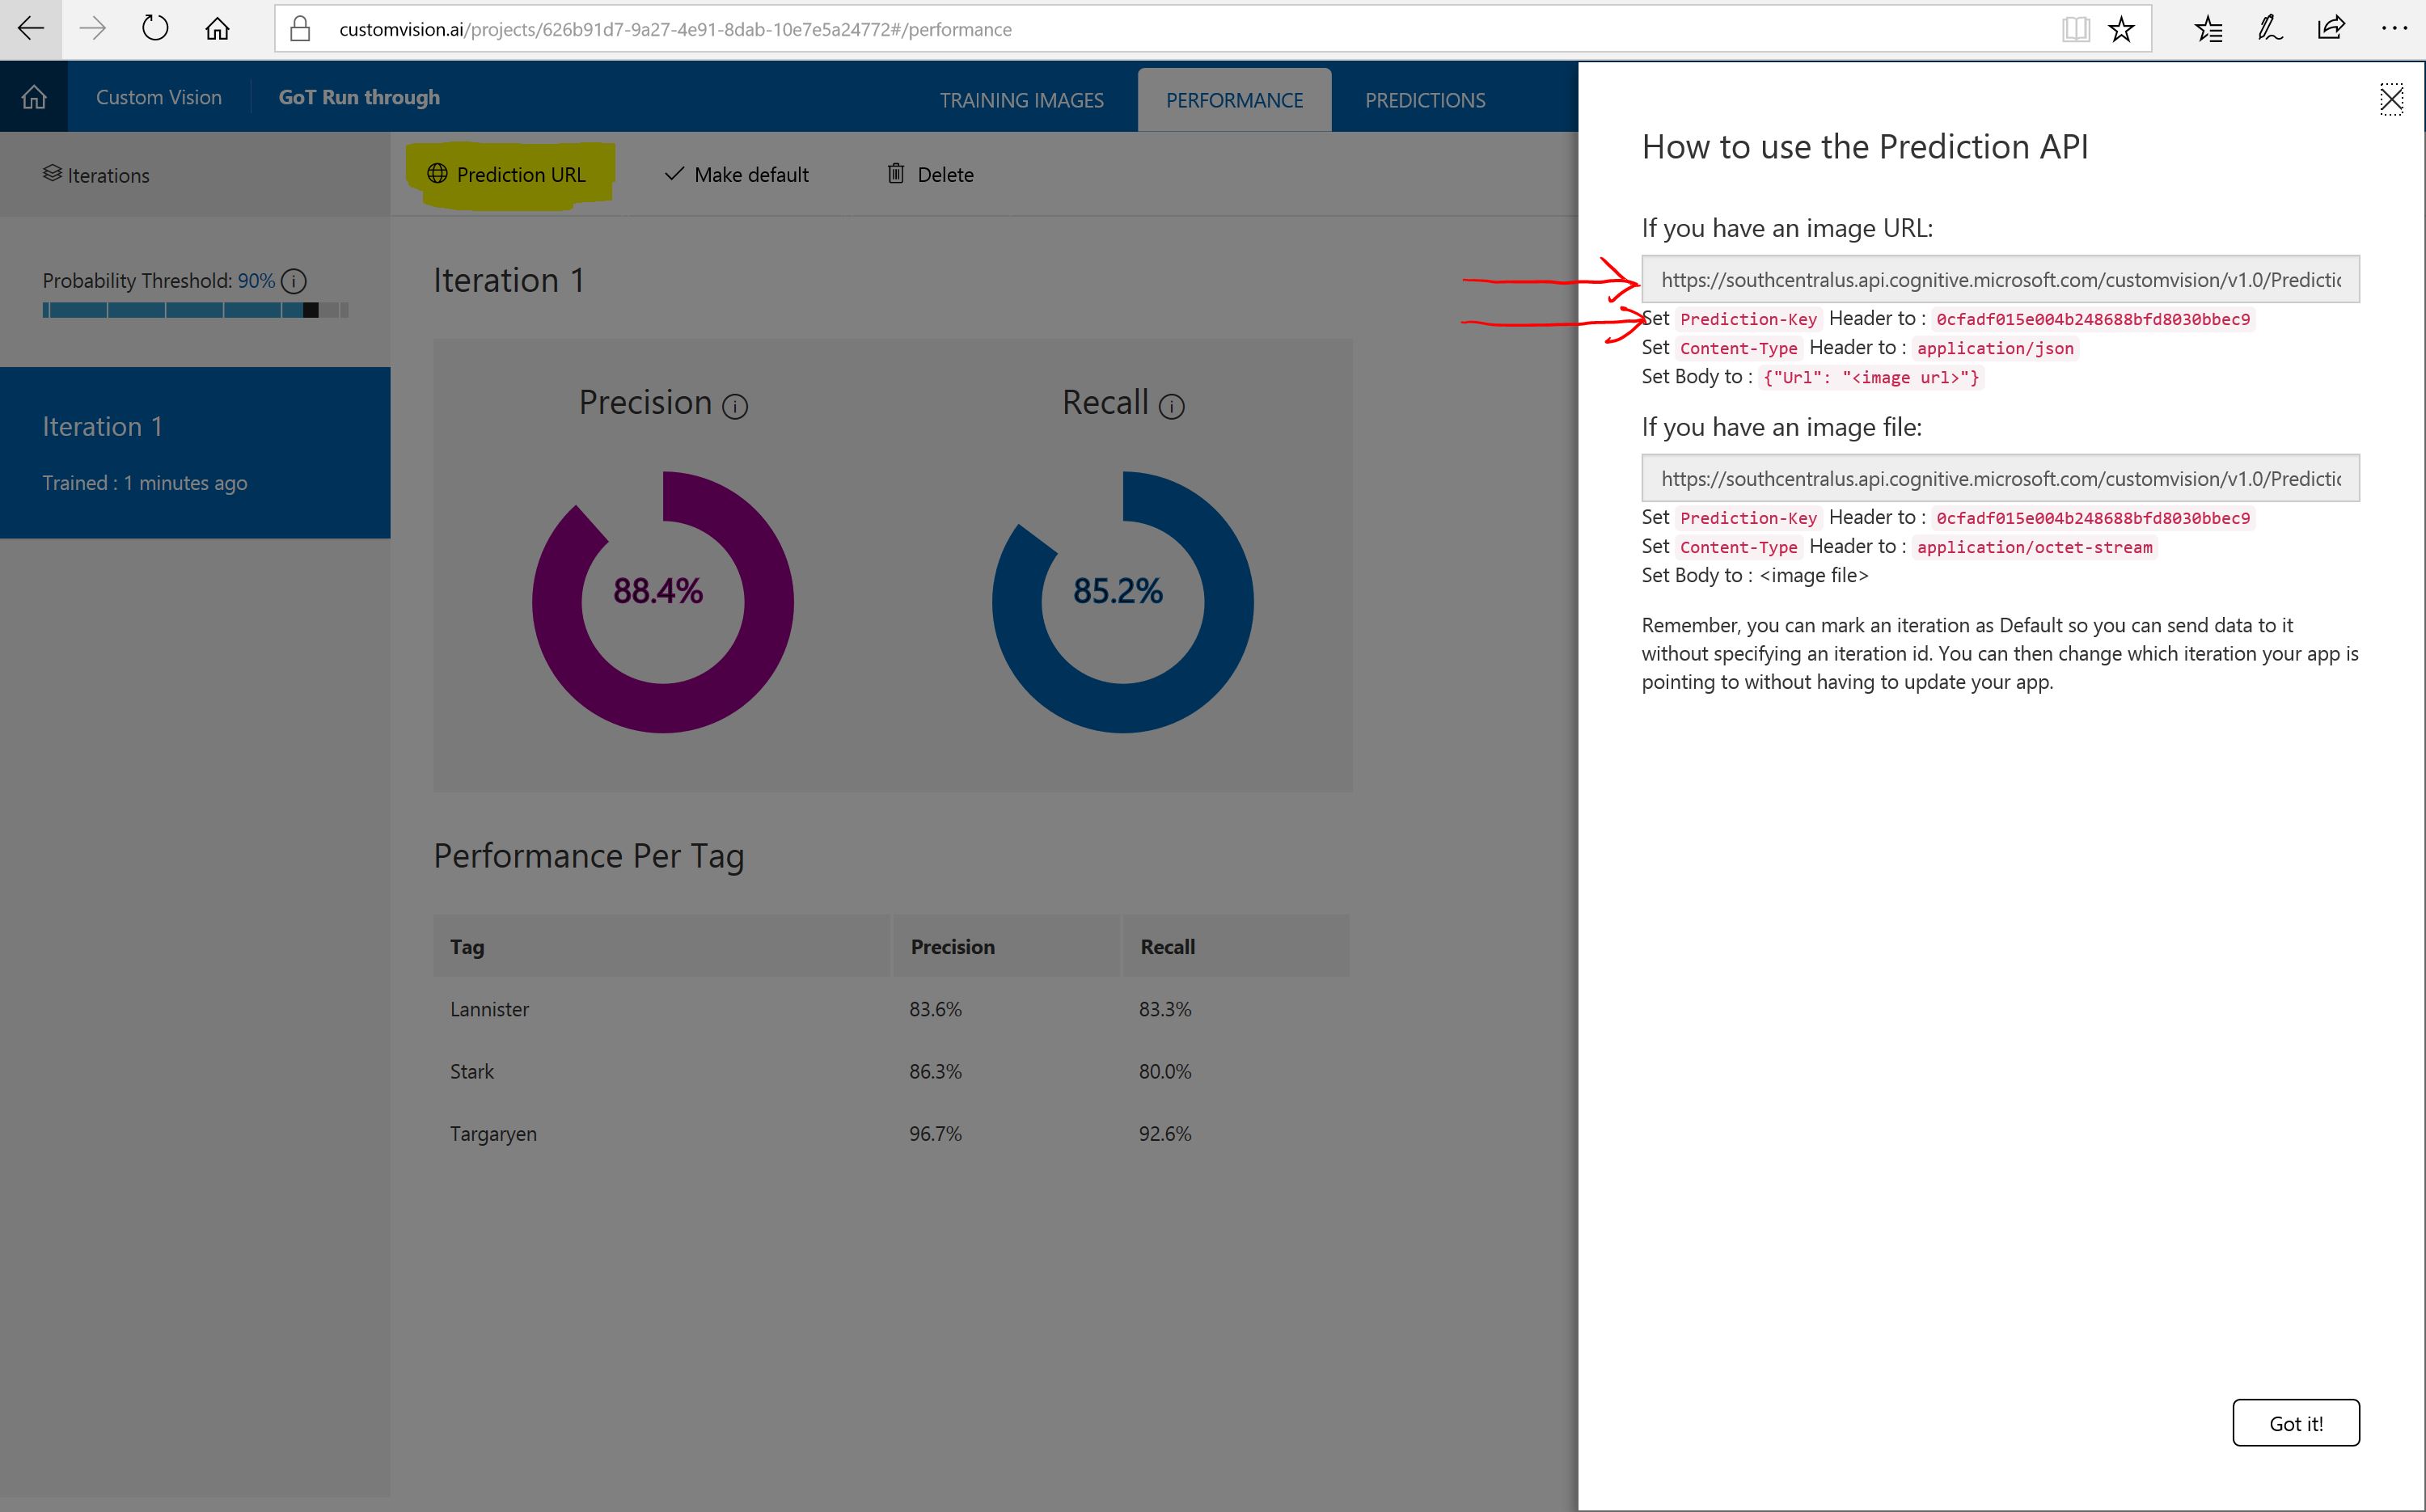 customvision.ai/projects/626b91d7-9a27-4e91-8dab-10e7e5a24772#/performance
Custom Vision
GoT Run through
TRAINING IMAGES
PERFORMANCE
PREDICTIONS
Iterations
Prediction URL
Make default
Delete
Probability Threshold: 90%
Iteration 1
Trained : 1 minutes ago
Iteration 1
Precision
Recall
88.4%
85.2%
Performance Per Tag
Tag Precision Recall
Lannister 83.6% 83.3%
Stark 86.3% 80.0%
Targaryen 96.7% 92.6%
How to use the Prediction API
If you have an image URL:
https://southcentralus.api.cognitive.microsoft.com/customvision/v1.0/Predictic
Set Prediction-Key Header to : 0cfadf015e004b248688bfd8030bbec9
Set Content-Type Header to : application/json
Set Body to : {"Url": "<image url>"}
If you have an image file:
https://southcentralus.api.cognitive.microsoft.com/customvision/v1.0/Predictic
Set Prediction-Key Header to : 0cfadf015e004b248688bfd8030bbec9
Set Content-Type Header to : application/octet-stream
Set Body to : <image file>
Remember, you can mark an iteration as Default so you can send data to it
without specifying an iteration id. You can then change which iteration your app is
pointing to without having to update your app.
Got it!